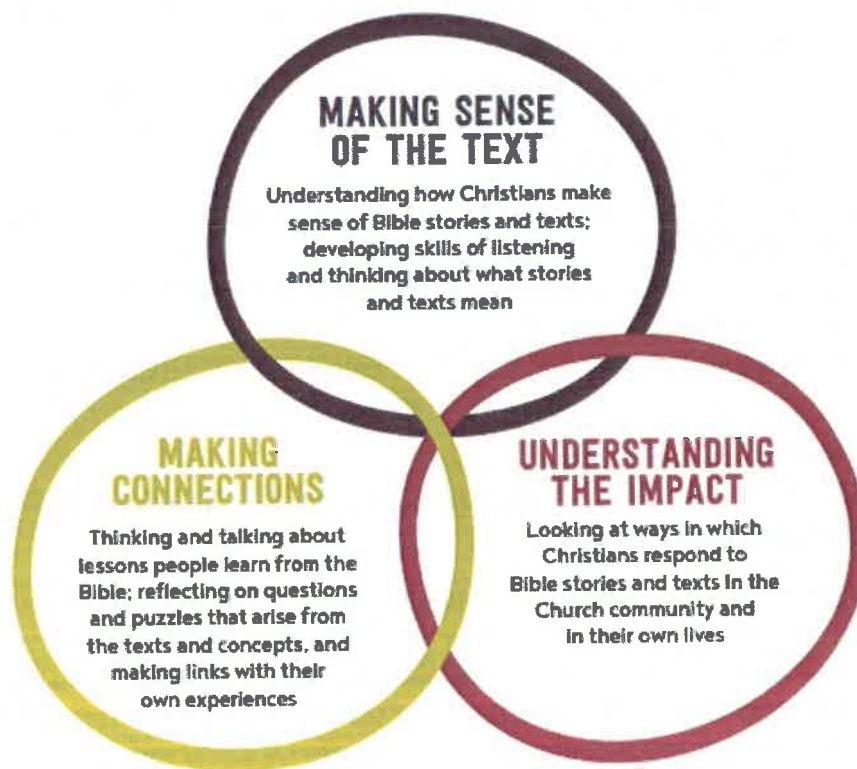 MAKING SENSE
OF THE TEXT
Understanding how Christians make
sense of Bible stories and texts;
developing skills of listening
and thinking about what stories
and texts mean
MAKING
CONNECTIONS
Thinking and talking about
lessons people learn from the
Bible; reflecting on questions
and puzzles that arise from
the texts and concepts, and
making links with their
own experiences
UNDERSTANDING
THE IMPACT
Looking at ways in which
Christians respond to
Bible stories and texts in the
Church community and
in their own lives